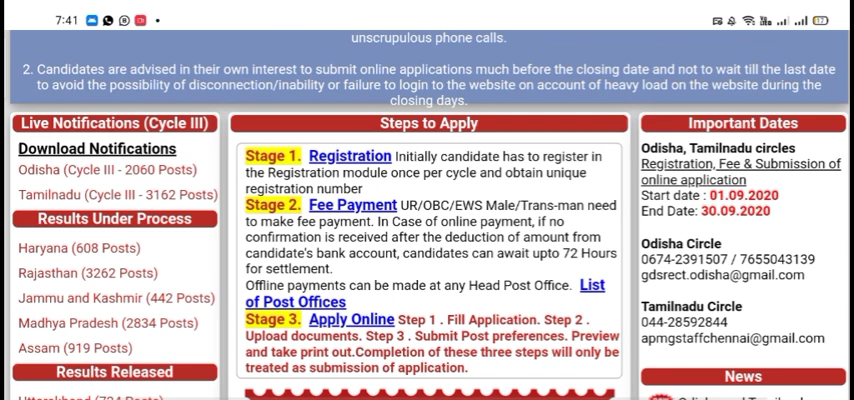 7:41
unscrupulous phone calls.
2. Candidates are advised in their own interest to submit online applications much before the closing date and not to wait till the last date
to avoid the possibility of disconnection/inability or failure to login to the website on account of heavy load on the website during the
closing days.
Live Notifications (Cycle III)
Download Notifications
Odisha (Cycle III - 2060 Posts)
Tamilnadu (Cycle III - 3162 Posts)
Results Under Process
Haryana (608 Posts)
Rajasthan (3262 Posts)
Jammu and Kashmir (442 Posts)
Madhya Pradesh (2834 Posts)
Assam (919 Posts)
Results Released
Steps to Apply
Stage 1. Registration Initially candidate has to register in
the Registration module once per cycle and obtain unique
registration number
Stage 2. Fee Payment UR/OBC/EWS Male/Trans-man need
to make fee payment. In Case of online payment, if no
confirmation is received after the deduction of amount from
candidate's bank account, candidates can await upto 72 Hours
for settlement.
Offline payments can be made at any Head Post Office. List
of Post Offices
Stage 3. Apply Online Step 1 . Fill Application. Step 2 .
Upload documents. Step 3 . Submit Post preferences. Preview
and take print out.Completion of these three steps will only be
treated as submission of application.
Important Dates
Odisha, Tamilnadu circles
Registration, Fee & Submission of
online application
Start date : 01.09.2020
End Date: 30.09.2020
Odisha Circle
0674-2391507 / 7655043139
gdsrect.odisha@gmail.com
Tamilnadu Circle
044-28592844
apmgstaffchennai@gmail.com
News